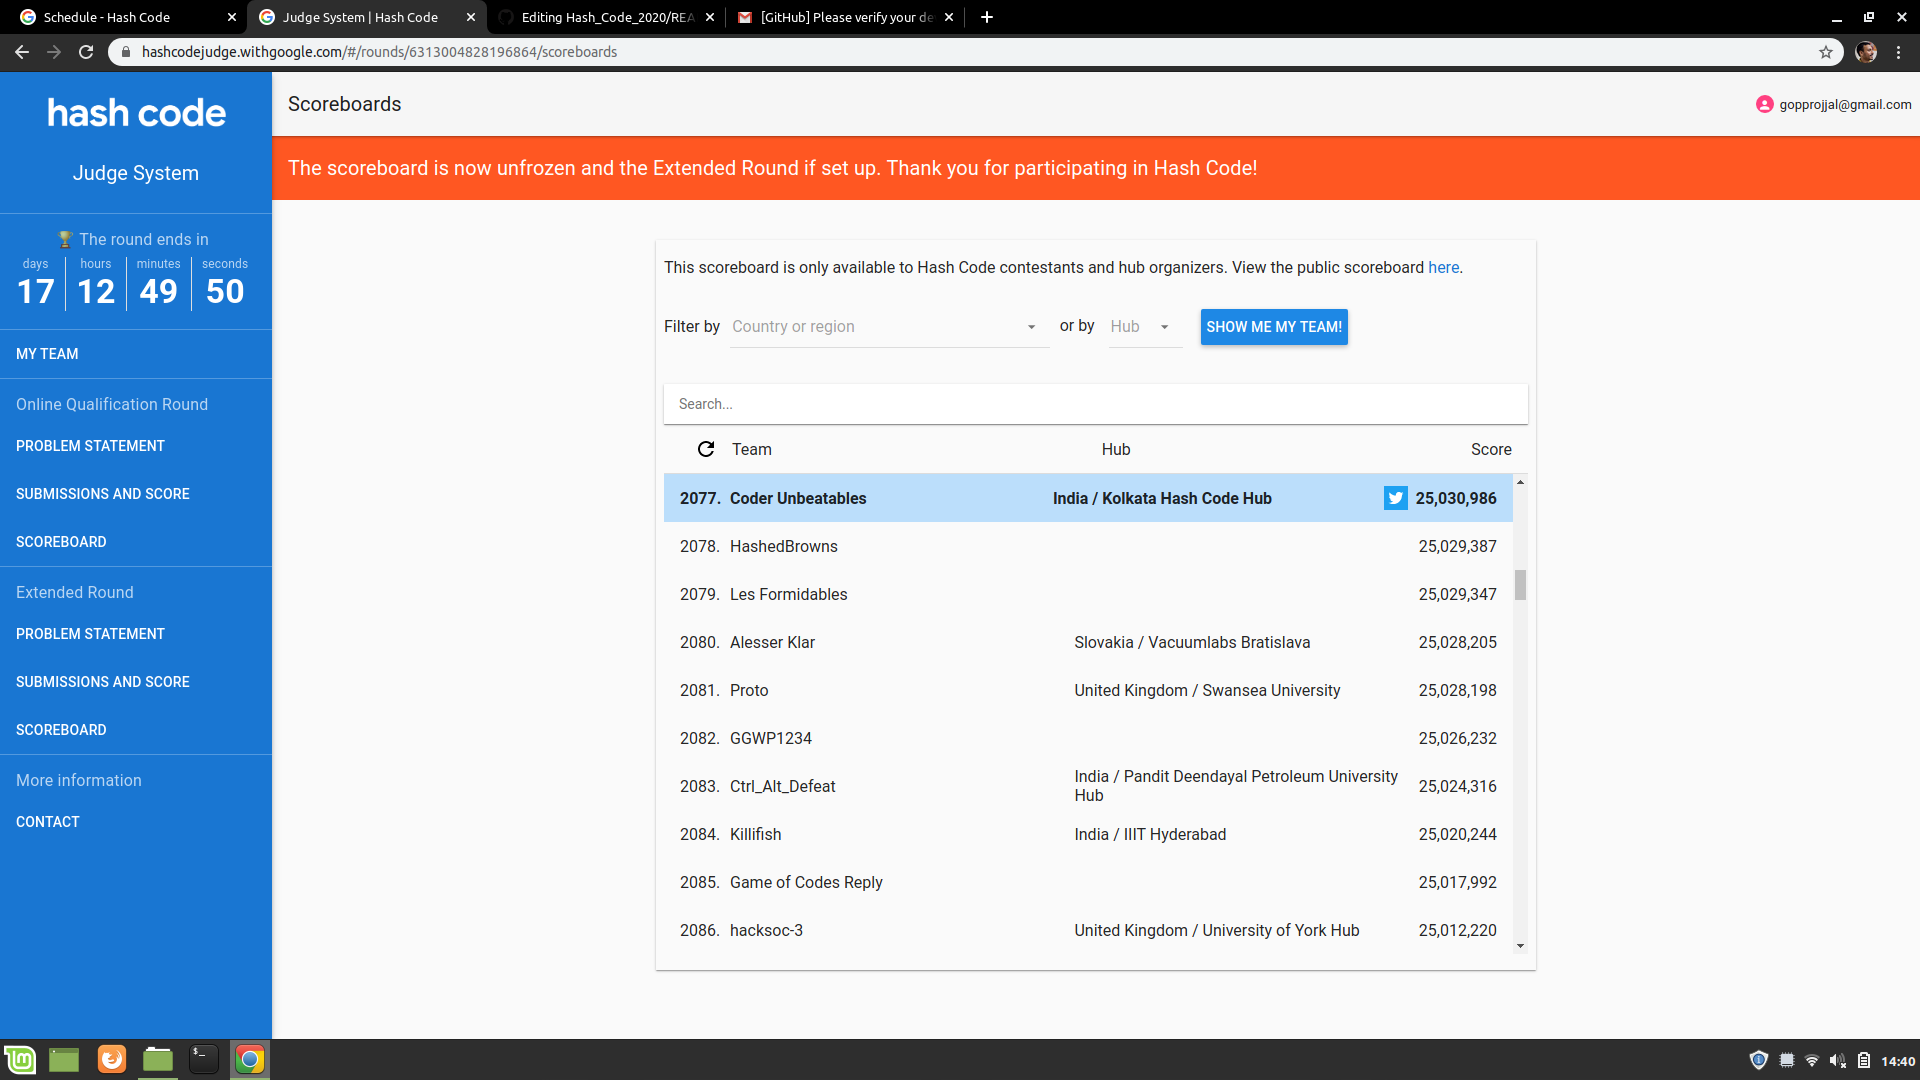 Schedule - Hash Code
Judge System | Hash Code
Editing Hash_Code_2020/REA
[GitHub] Please verify your de
hashcodejudge.withgoogle.com/#/rounds/6313004828196864/scoreboards
hash code
Judge System
The round ends in
days hours minutes seconds
17 12 49 50
MY TEAM
Online Qualification Round
PROBLEM STATEMENT
SUBMISSIONS AND SCORE
SCOREBOARD
Extended Round
PROBLEM STATEMENT
SUBMISSIONS AND SCORE
SCOREBOARD
More information
CONTACT
Scoreboards
gopprojjal@gmail.com
The scoreboard is now unfrozen and the Extended Round if set up. Thank you for participating in Hash Code!
This scoreboard is only available to Hash Code contestants and hub organizers. View the public scoreboard here.
Filter by Country or region or by Hub SHOW ME MY TEAM!
Search...
Team Hub Score
2077. Coder Unbeatables India / Kolkata Hash Code Hub 25,030,986
2078. HashedBrowns 25,029,387
2079. Les Formidables 25,029,347
2080. Alesser Klar Slovakia / Vacuumlabs Bratislava 25,028,205
2081. Proto United Kingdom / Swansea University 25,028,198
2082. GGWP1234 25,026,232
2083. Ctrl_Alt_Defeat India / Pandit Deendayal Petroleum University
Hub 25,024,316
2084. Killifish India / IIIT Hyderabad 25,020,244
2085. Game of Codes Reply 25,017,992
2086. hacksoc-3 United Kingdom / University of York Hub 25,012,220
14:40